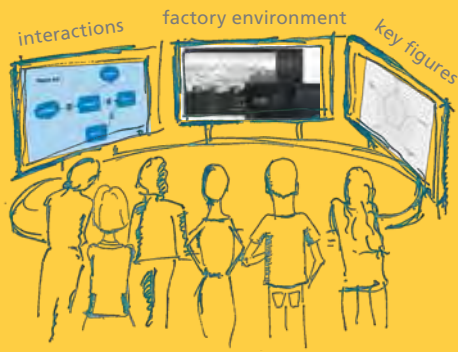 interactions
factory environment
key figures